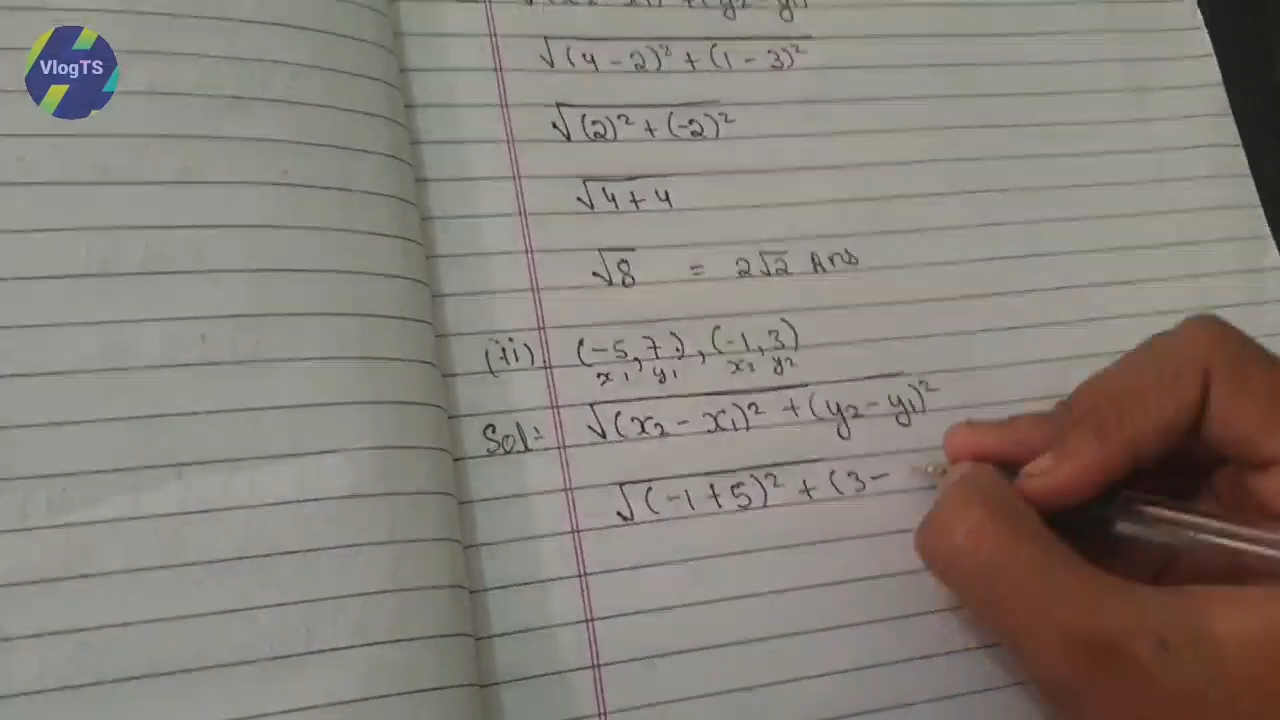 VlogTS
√(4-2)² + (1-3)²
√(2)² + (-2)²
√4+4
√8 = 2√2 Ans
(ii) (-5,7), (-1,3)
x₁ y₁ x₂ y₂
Sol: √(x₂ - x₁)² + (y₂ - y₁)²
√(-1+5)² + (3-